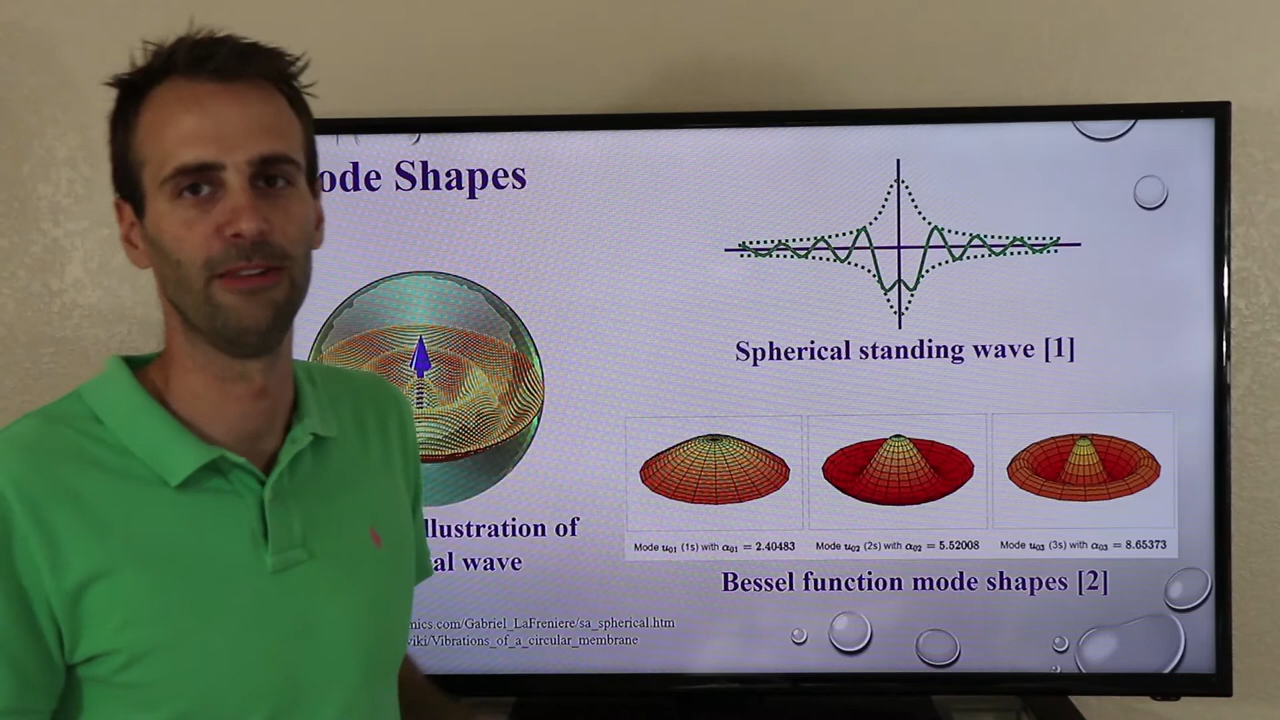 ode Shapes
Spherical standing wave [1]
Mode u₀₁ (1s) with α₀₁ = 2.40483
Mode u₀₂ (2s) with α₀₂ = 5.52008
Mode u₀₃ (3s) with α₀₃ = 8.65373
llustration of
al wave
Bessel function mode shapes [2]
mics.com/Gabriel_LaFreniere/sa_spherical.htm
viki/Vibrations_of_a_circular_membrane